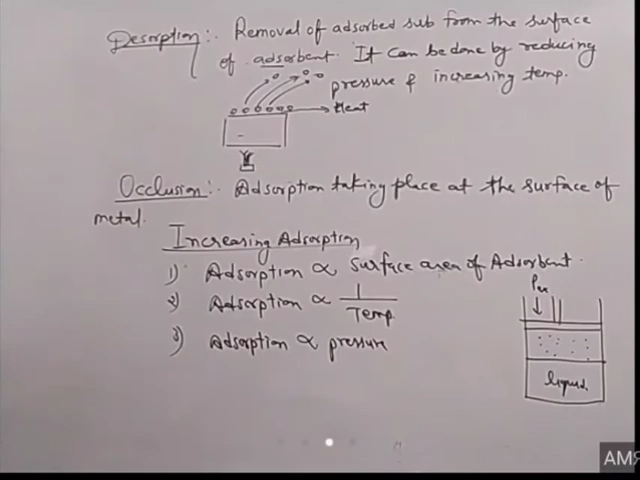 Desorption:- Removal of adsorbed sub from the surface
of adsorbent. It can be done by reducing
pressure & increasing temp.
Heat
Occlusion:- Adsorption taking place at the surface of
metal.
Increasing Adsorption
1) Adsorption ∝ surface area of Adsorbent.
2) Adsorption ∝ 1/Temp
3) Adsorption ∝ pressure
liquid
AM